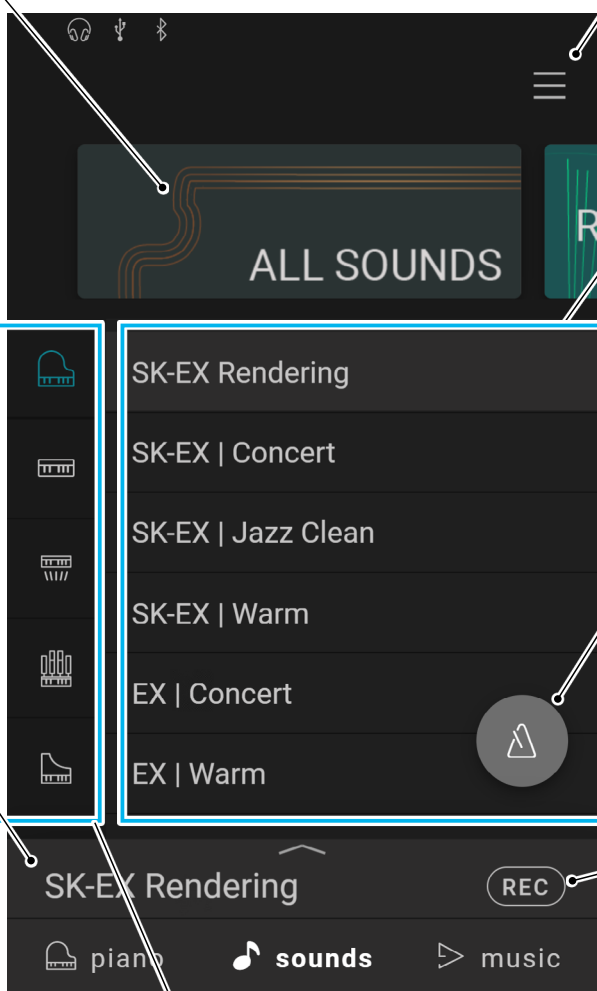 ALL SOUNDS
R
SK-EX Rendering
SK-EX | Concert
SK-EX | Jazz Clean
SK-EX | Warm
EX | Concert
EX | Warm
SK-EX Rendering
REC
piano
sounds
music